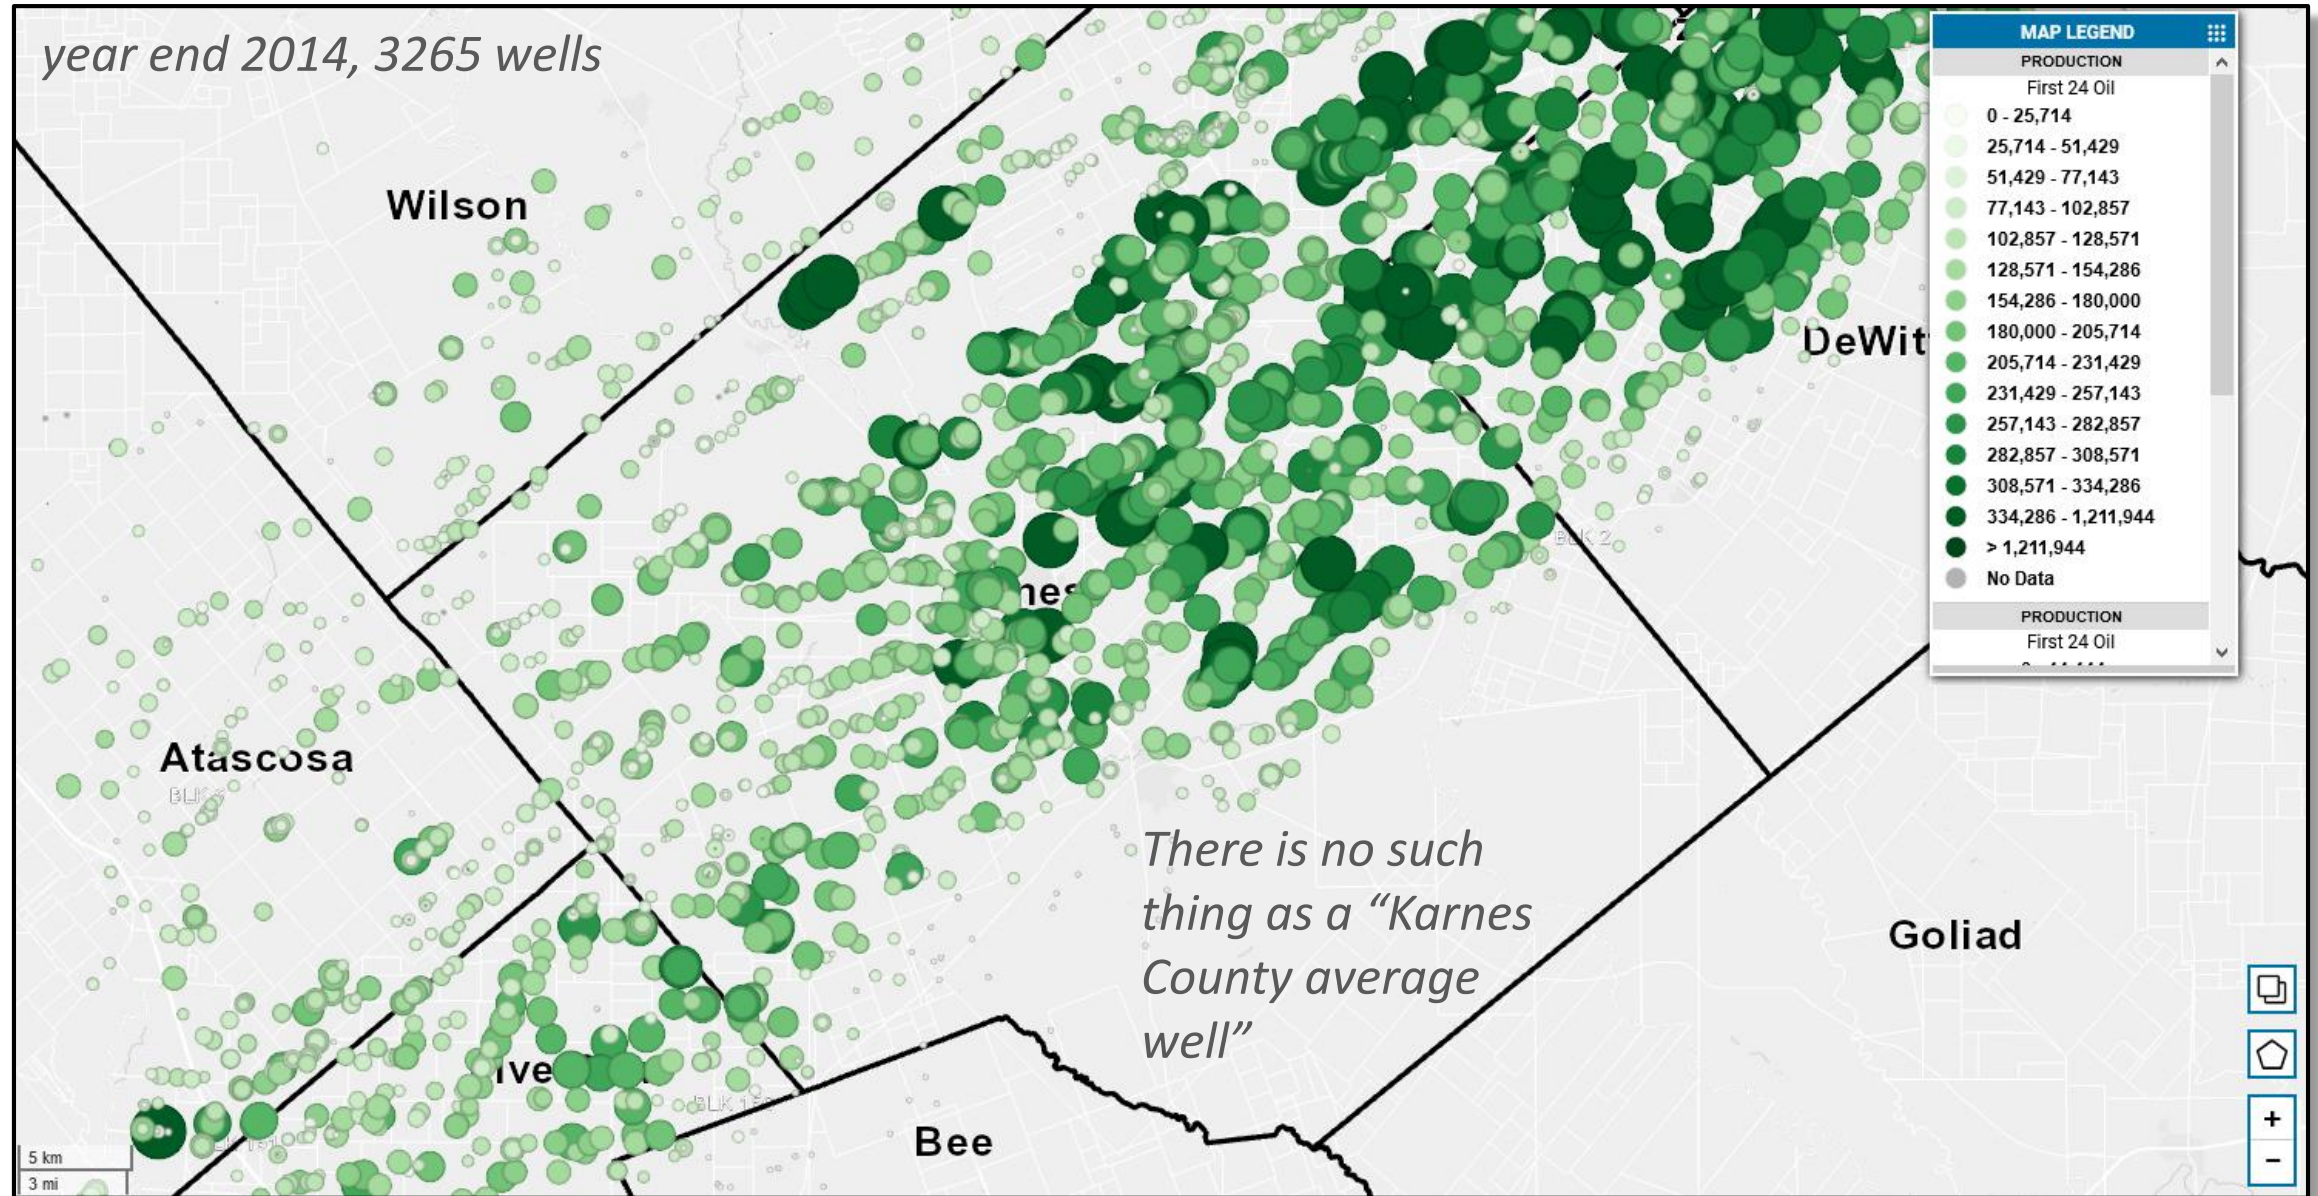 year end 2014, 3265 wells
Wilson
Atascosa
DeWit
Goliad
Bee
nes
ive
BLK 2
There is no such
thing as a “Karnes
County average
well”
MAP LEGEND
PRODUCTION
First 24 Oil
0 - 25,714
25,714 - 51,429
51,429 - 77,143
77,143 - 102,857
102,857 - 128,571
128,571 - 154,286
154,286 - 180,000
180,000 - 205,714
205,714 - 231,429
231,429 - 257,143
257,143 - 282,857
282,857 - 308,571
308,571 - 334,286
334,286 - 1,211,944
> 1,211,944
No Data
PRODUCTION
First 24 Oil
5 km
3 mi
+
−